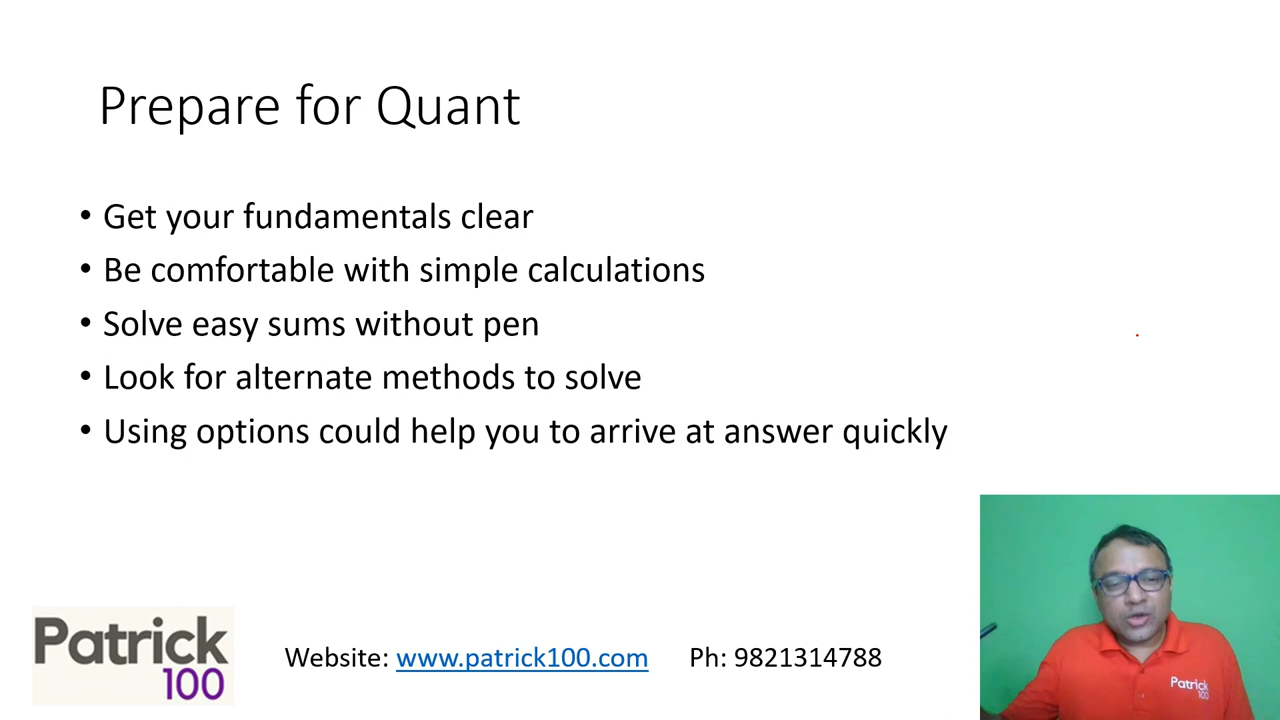 Prepare for Quant
• Get your fundamentals clear
• Be comfortable with simple calculations
• Solve easy sums without pen
• Look for alternate methods to solve
• Using options could help you to arrive at answer quickly
Patrick
100
Website: www.patrick100.com Ph: 9821314788
Patrick
100